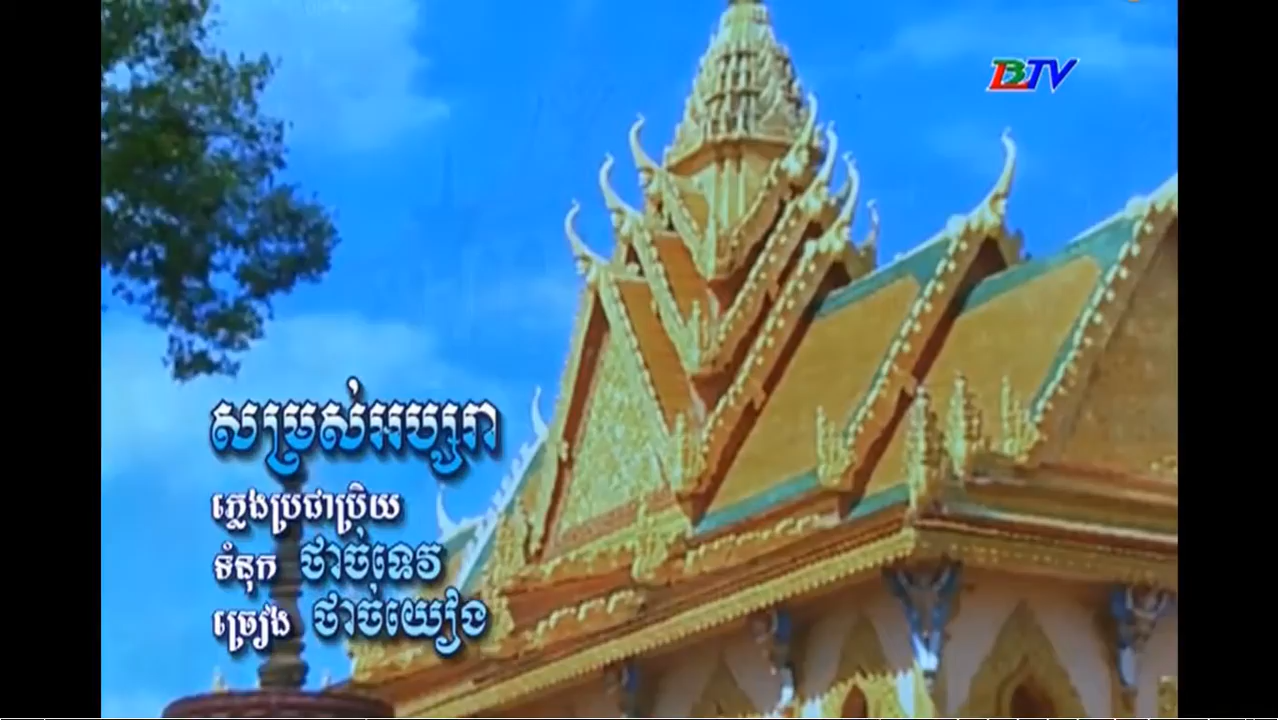 BTV
សម្រស់អប្សរា
ភ្លេងប្រជាប្រិយ
ទំនុក ថាច់ទេវ
ច្រៀង ថាច់យឿង